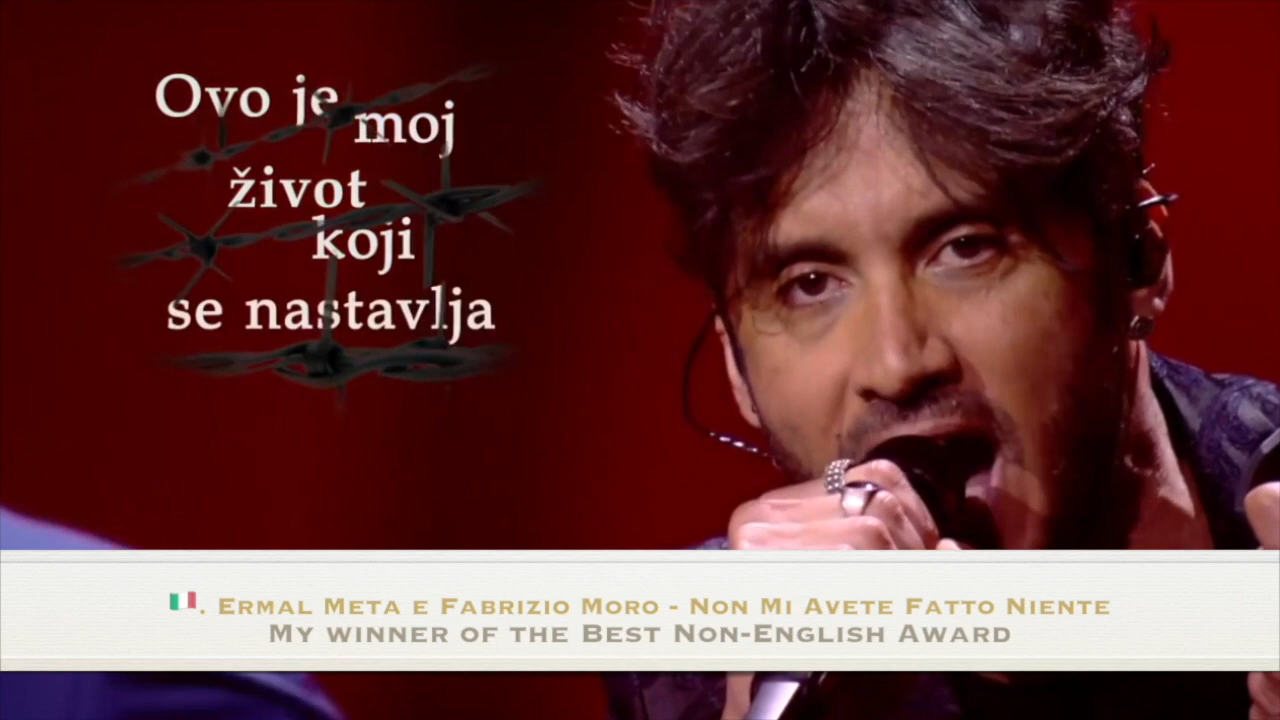 Ovo je moj
život
koji
se nastavlja
. Ermal Meta e Fabrizio Moro - Non Mi Avete Fatto Niente
My winner of the Best Non-English Award